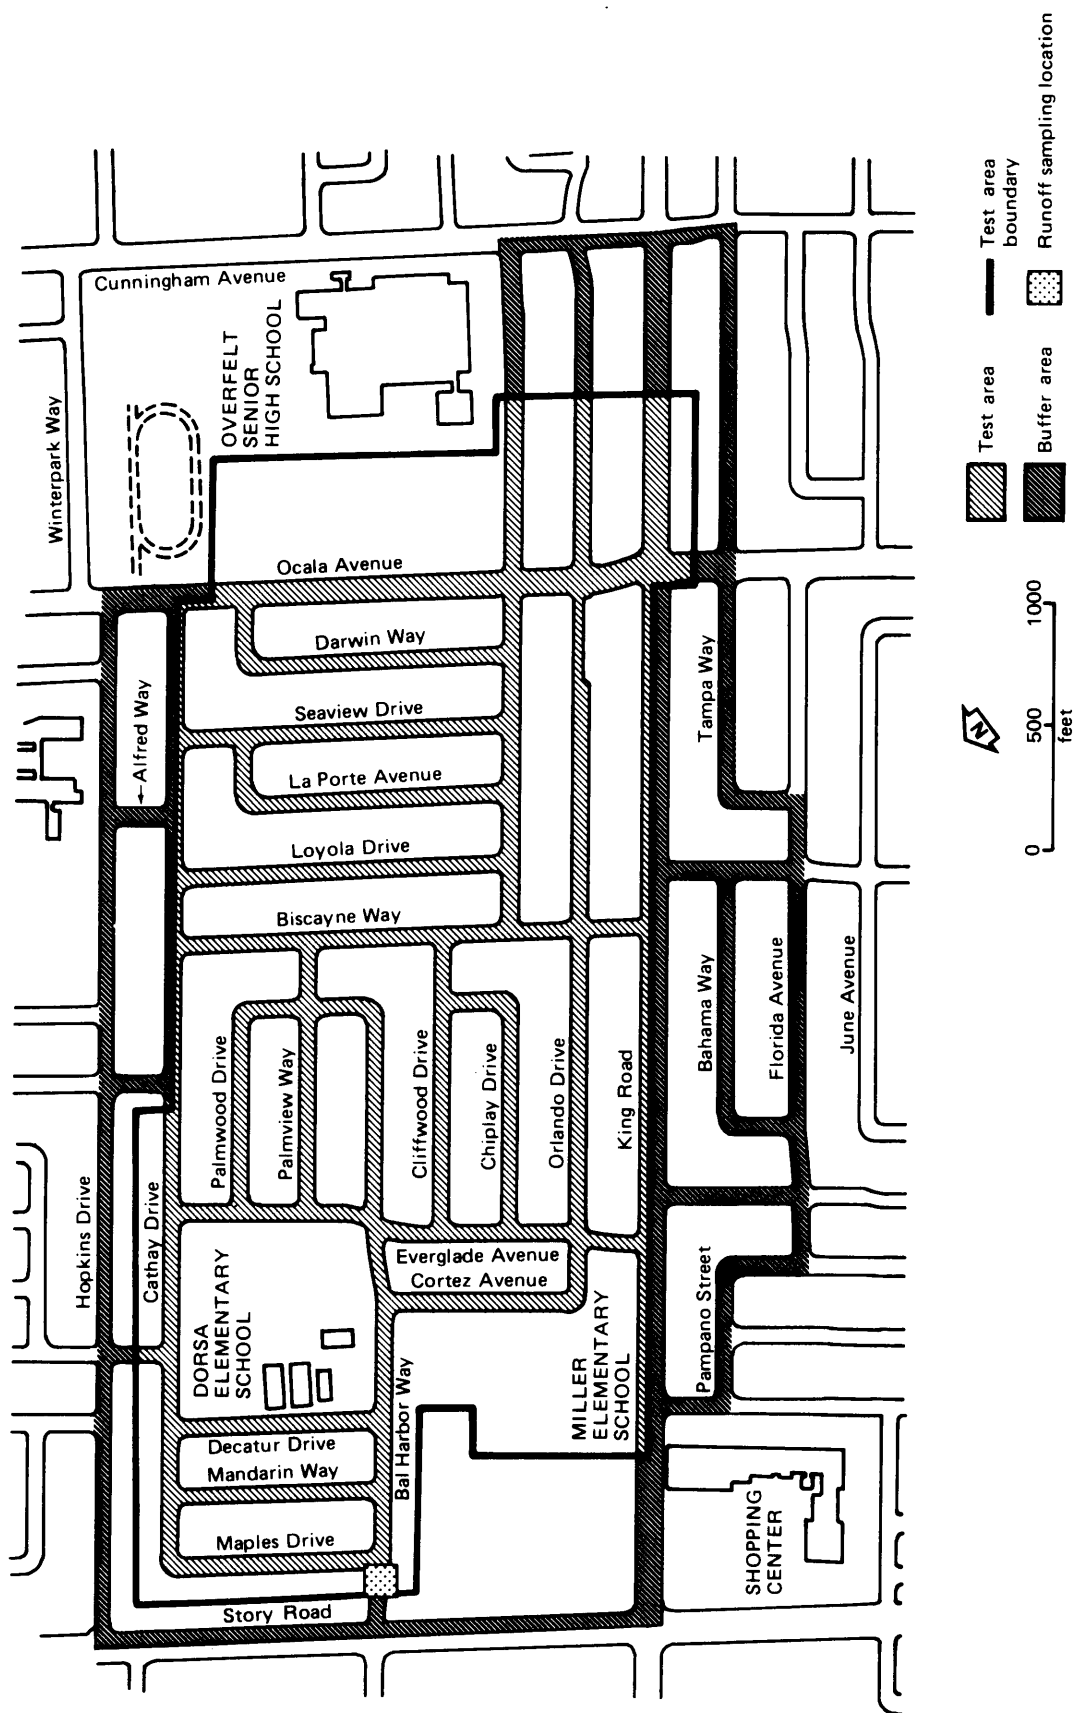 Winterpark Way
Cunningham Avenue
OVERFELT
SENIOR
HIGH SCHOOL
Ocala Avenue
Darwin Way
Seaview Drive
La Porte Avenue
Loyola Drive
Biscayne Way
Alfred Way
Tampa Way
Palmwood Drive
Palmview Way
Cliffwood Drive
Chiplay Drive
Orlando Drive
King Road
Bahama Way
Florida Avenue
June Avenue
Hopkins Drive
Cathay Drive
DORSA
ELEMENTARY
SCHOOL
Everglade Avenue
Cortez Avenue
MILLER
ELEMENTARY
SCHOOL
Pampano Street
Decatur Drive
Mandarin Way
Bal Harbor Way
Maples Drive
Story Road
SHOPPING
CENTER
N
0 500 1000
feet
Test area
Buffer area
Test area
boundary
Runoff sampling location